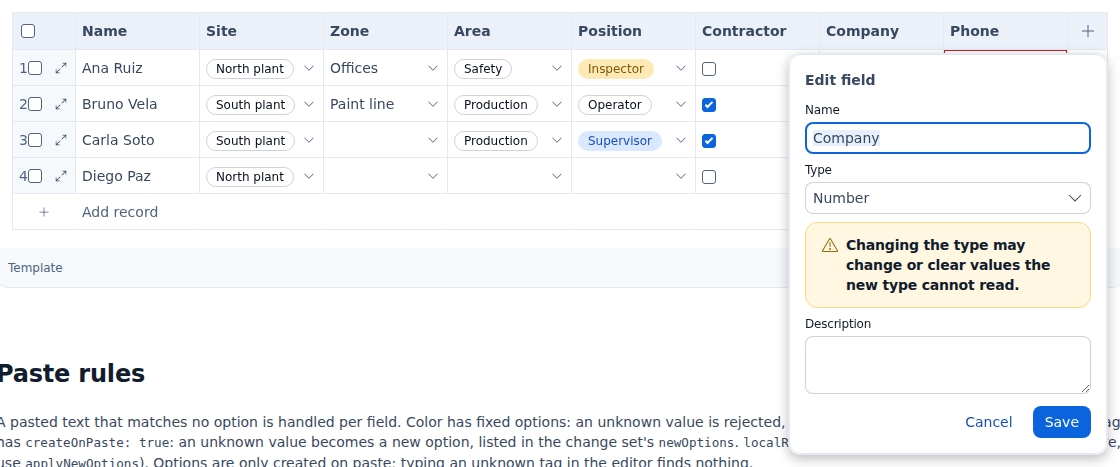 Name Site Zone Area Position Contractor Company Phone
1 Ana Ruiz North plant Offices Safety Inspector
2 Bruno Vela South plant Paint line Production Operator
3 Carla Soto South plant Production Supervisor
4 Diego Paz North plant
Add record
Template
Edit field
Name
Company
Type
Number
Changing the type may
change or clear values the
new type cannot read.
Description
Cancel Save
Paste rules
A pasted text that matches no option is handled per field. Color has fixed options: an unknown value is rejected,
has createOnPaste: true: an unknown value becomes a new option, listed in the change set's newOptions.
use applyNewOptions). Options are only created on paste: typing an unknown tag in the editor finds nothing.